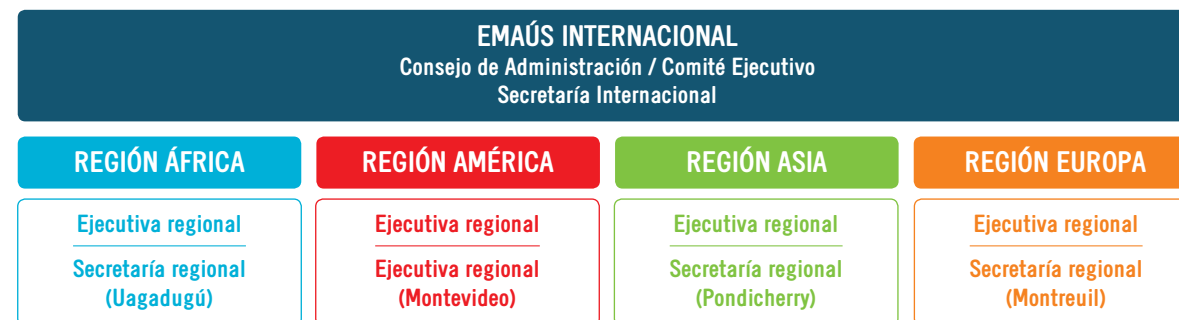 EMAÚS INTERNACIONAL
Consejo de Administración / Comité Ejecutivo
Secretaría Internacional
REGIÓN ÁFRICA
Ejecutiva regional
Secretaría regional
(Uagadugú)
REGIÓN AMÉRICA
Ejecutiva regional
Ejecutiva regional
(Montevideo)
REGIÓN ASIA
Ejecutiva regional
Secretaría regional
(Pondicherry)
REGIÓN EUROPA
Ejecutiva regional
Secretaría regional
(Montreuil)